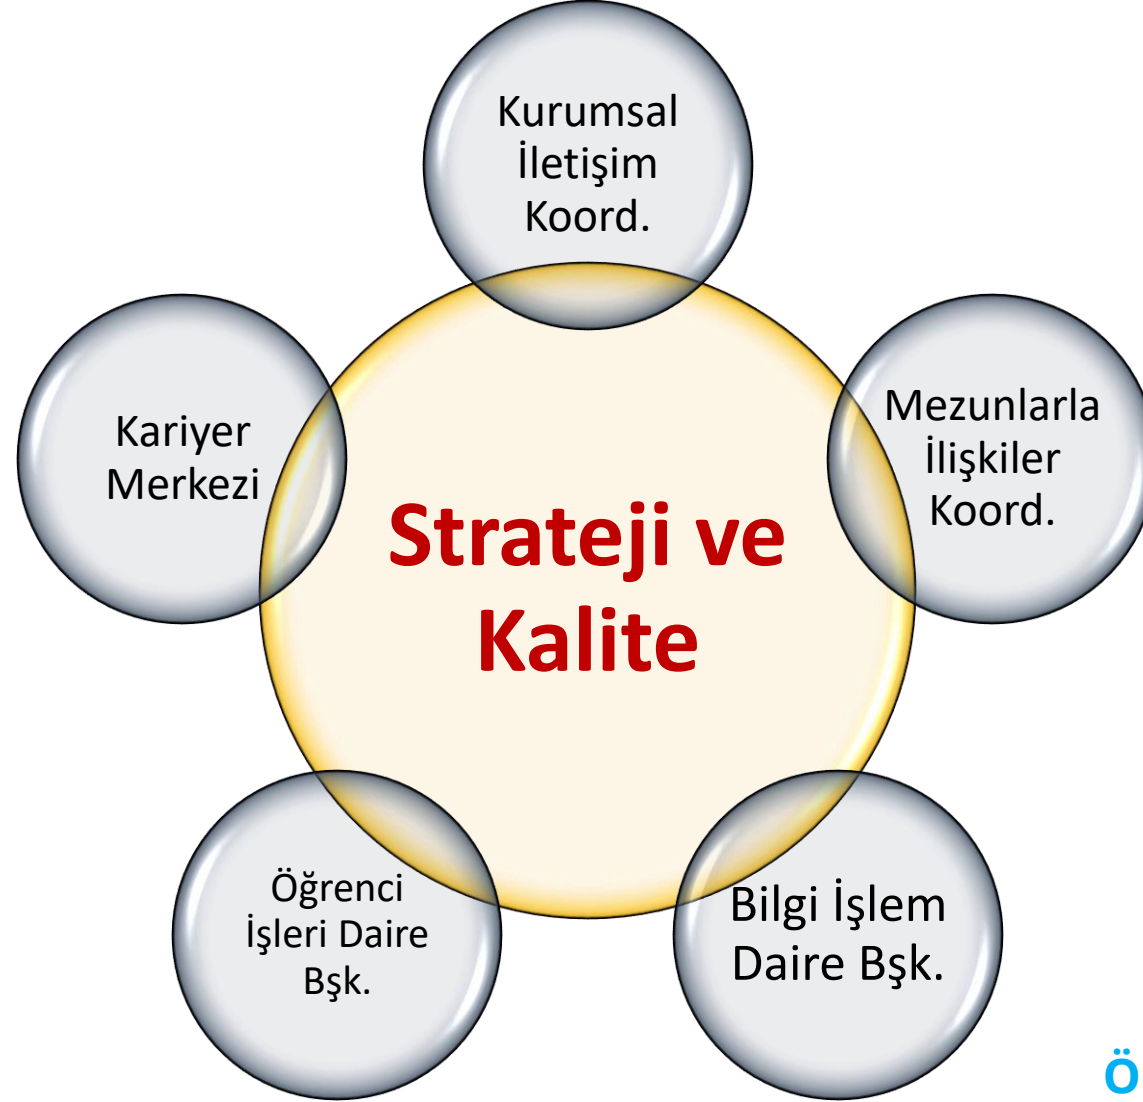 Kurumsal
İletişim
Koord.
Mezunlarla
İlişkiler
Koord.
Kariyer
Merkezi
Strateji ve
Kalite
Öğrenci
İşleri Daire
Bşk.
Bilgi İşlem
Daire Bşk.
Ö